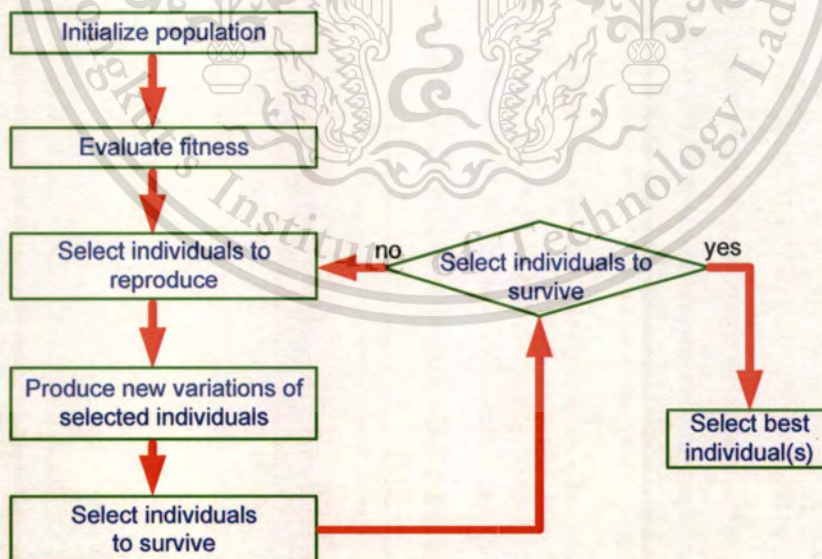 Initialize population
Evaluate fitness
Select individuals to
reproduce
Produce new variations of
selected individuals
Select individuals
to survive
no
Select individuals to
survive
yes
Select best
individual(s)
Institute of Technology